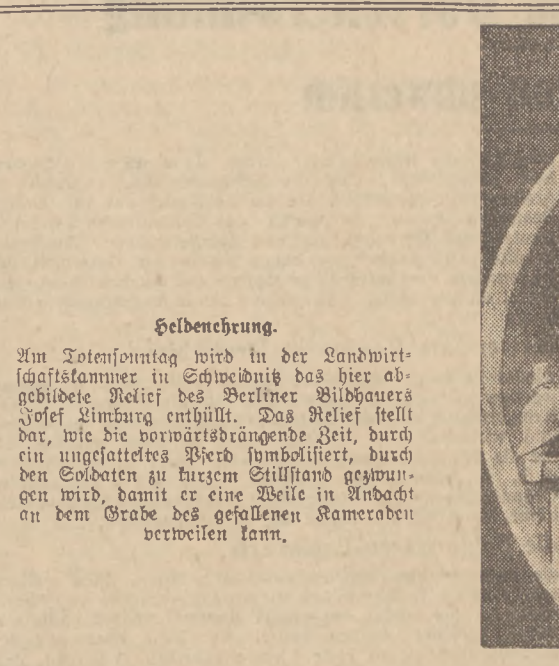 Heldenehrung.
Am Totensonntag wird in der Landwirt-
schaftskammer in Schweidnitz das hier ab-
gebildete Relief des Berliner Bildhauers
Josef Limburg enthüllt. Das Relief stellt
dar, wie die vorwärtsdrängende Zeit, durch
ein ungesatteltes Pferd symbolisiert, durch
den Soldaten zu kurzem Stillstand gezwun-
gen wird, damit er eine Weile in Andacht
an dem Grabe des gefallenen Kameraden
verweilen kann.